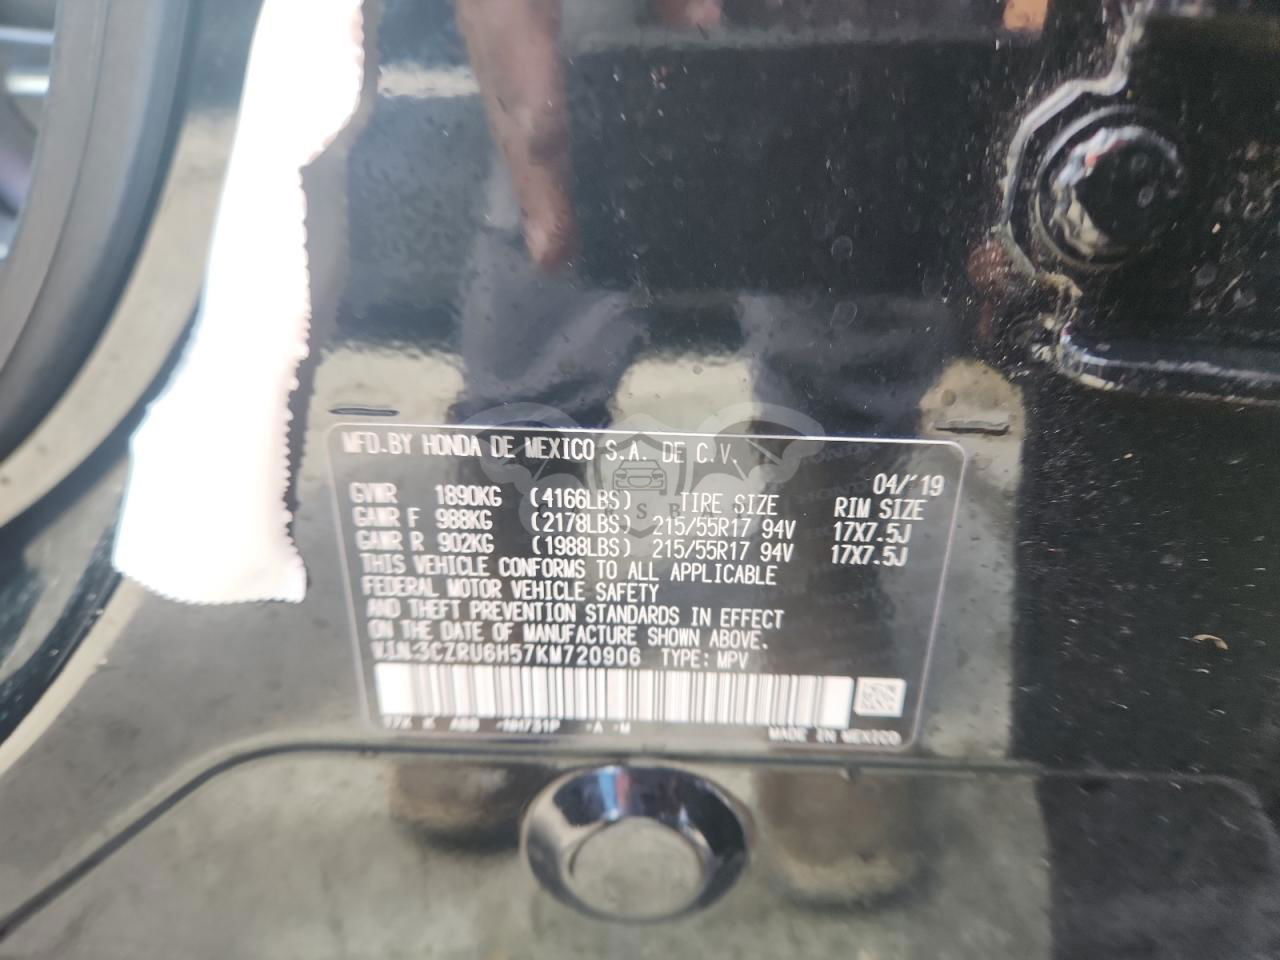 MFD.BY HONDA DE MEXICO S.A. DE C.V.
04/'19
GVWR 1890KG (4166LBS) TIRE SIZE RIM SIZE
GAWR F 988KG (2178LBS) 215/55R17 94V 17X7.5J
GAWR R 902KG (1988LBS) 215/55R17 94V 17X7.5J
THIS VEHICLE CONFORMS TO ALL APPLICABLE
FEDERAL MOTOR VEHICLE SAFETY
AND THEFT PREVENTION STANDARDS IN EFFECT
ON THE DATE OF MANUFACTURE SHOWN ABOVE.
VIN:3CZRU6H57KM720906 TYPE: MPV
MADE IN MEXICO